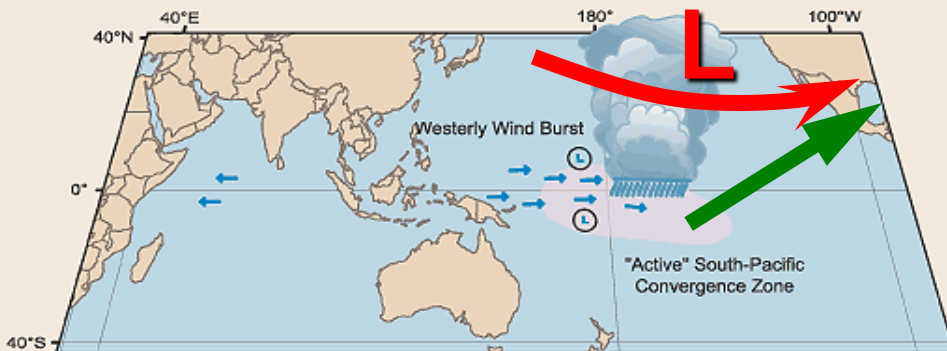 40°E
180°
100°W
40°N
L
Westerly Wind Burst
L
0°
L
"Active" South-Pacific
Convergence Zone
40°S